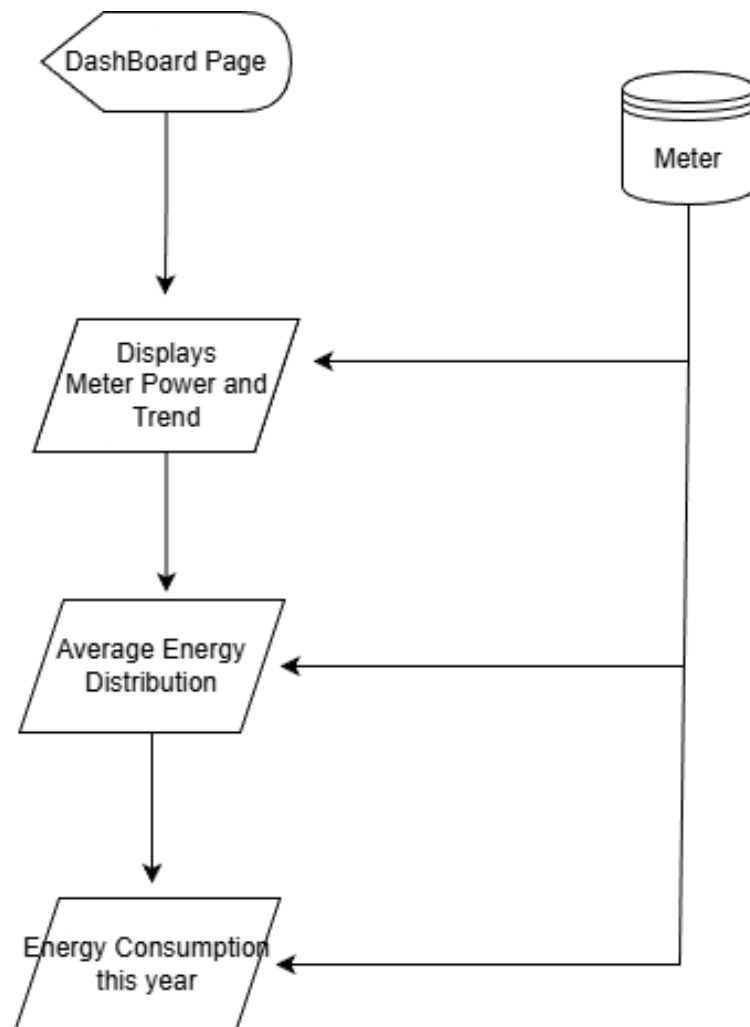 DashBoard Page
Meter
Displays
Meter Power and
Trend
Average Energy
Distribution
Energy Consumption
this year